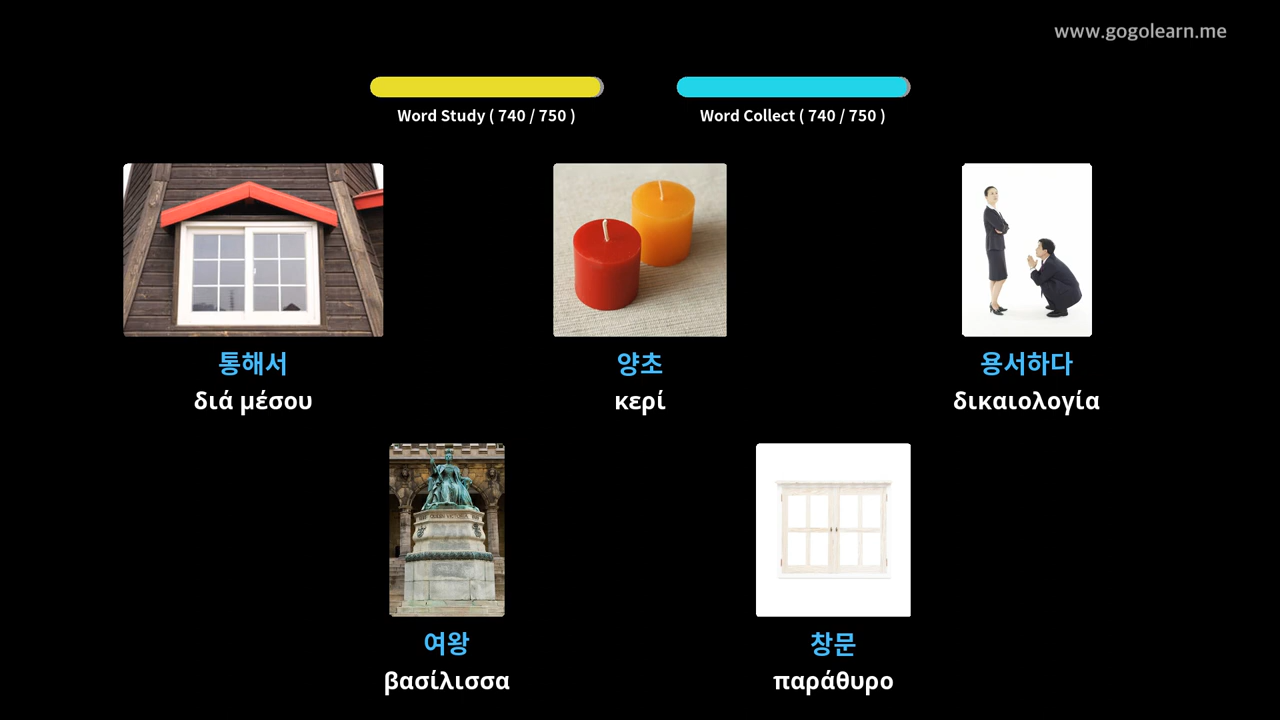 www.gogolearn.me
Word Study ( 740 / 750 )
Word Collect ( 740 / 750 )
통해서
διά μέσου
양초
κερί
용서하다
δικαιολογία
여왕
βασίλισσα
창문
παράθυρο